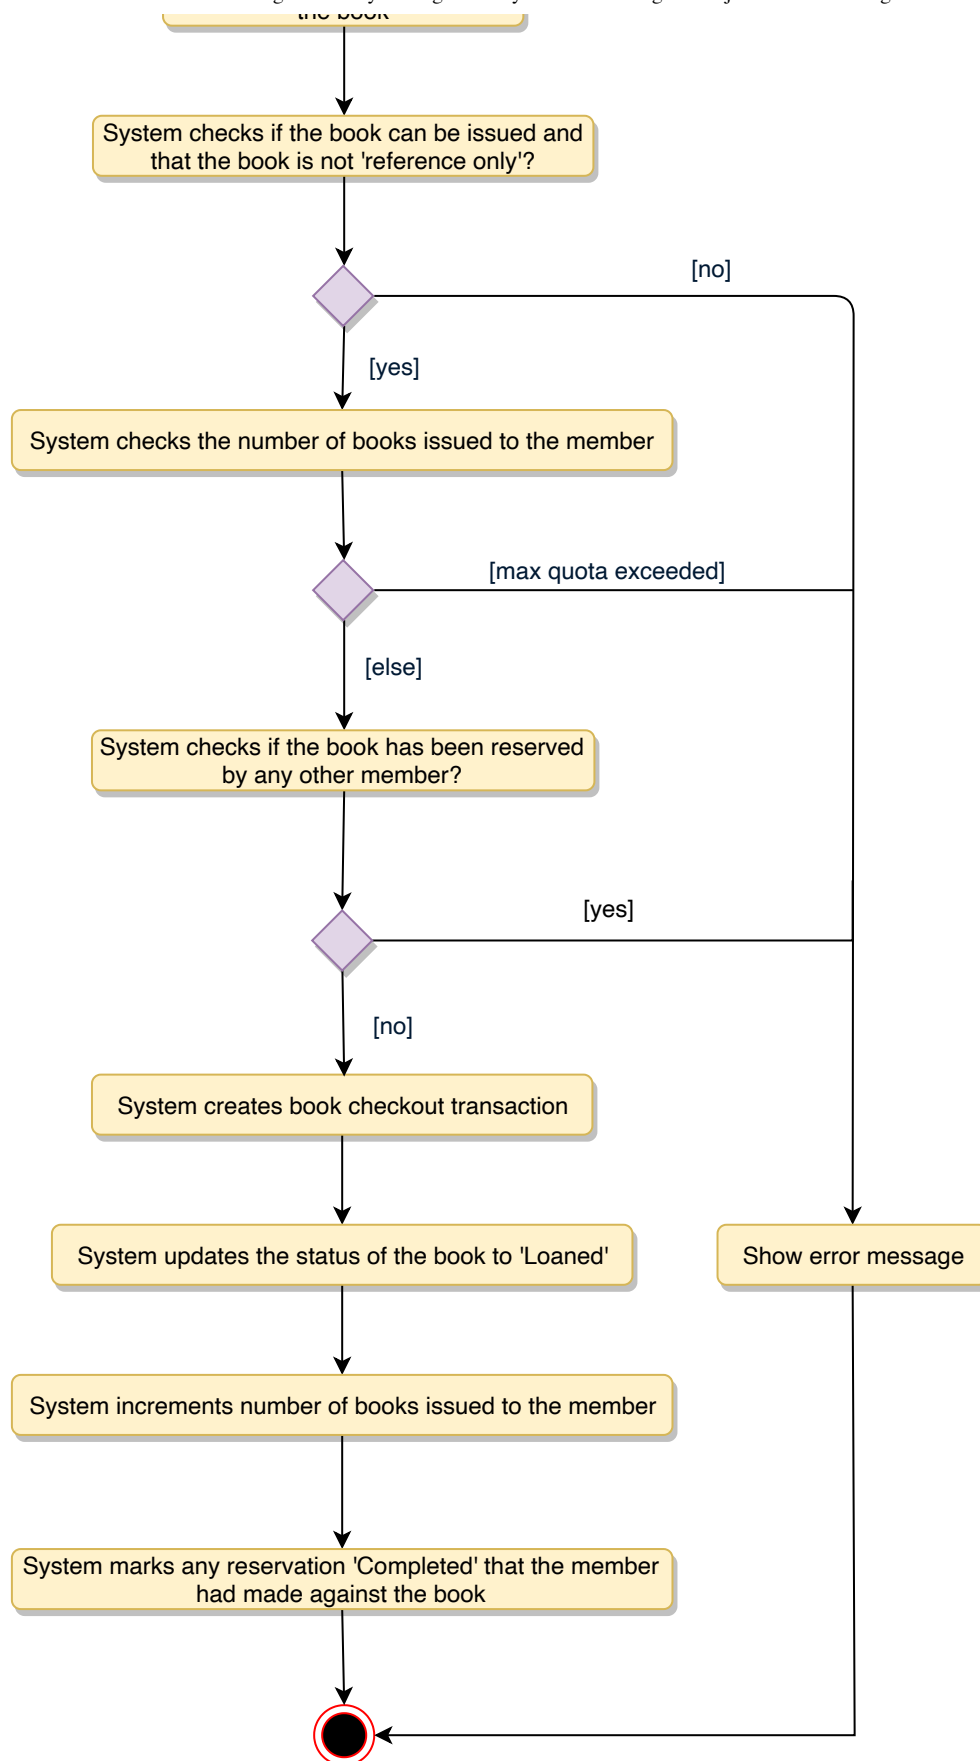 the book
System checks if the book can be issued and
that the book is not 'reference only'?
[no]
[yes]
System checks the number of books issued to the member
[max quota exceeded]
[else]
System checks if the book has been reserved
by any other member?
[yes]
[no]
System creates book checkout transaction
System updates the status of the book to 'Loaned'
Show error message
System increments number of books issued to the member
System marks any reservation 'Completed' that the member
had made against the book